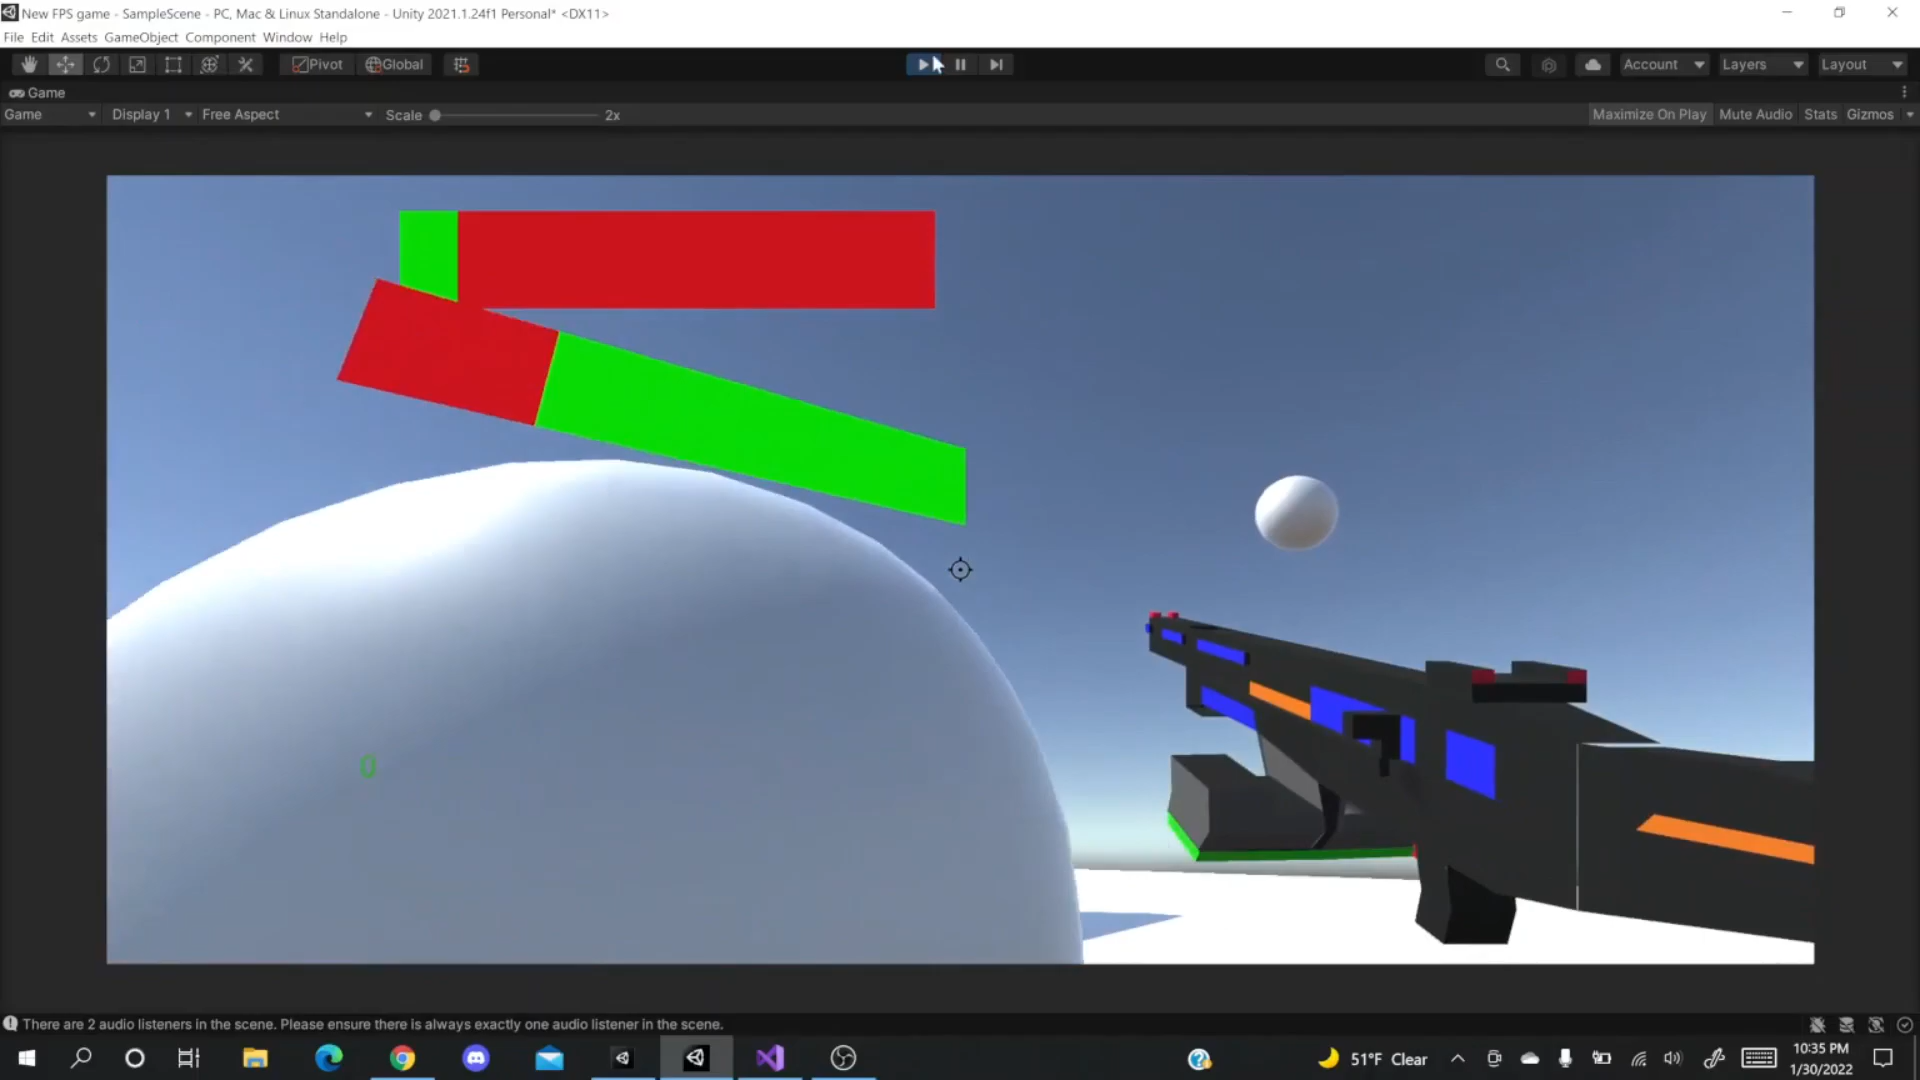 New FPS game - SampleScene - PC, Mac & Linux Standalone - Unity 2021.1.24f1 Personal* <DX11>
File Edit Assets GameObject Component Window Help
Pivot Global Account Layers Layout
Game
Game Display 1 Free Aspect Scale 2x Maximize On Play Mute Audio Stats Gizmos
0
There are 2 audio listeners in the scene. Please ensure there is always exactly one audio listener in the scene.
51°F Clear
10:35 PM
1/30/2022